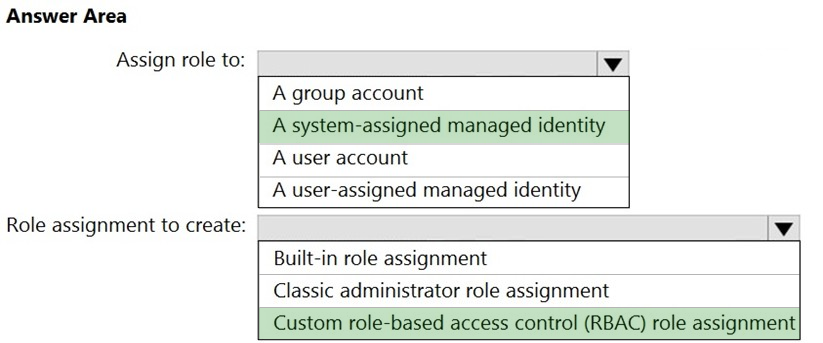 Answer Area
Assign role to:
A group account
A system-assigned managed identity
A user account
A user-assigned managed identity
Role assignment to create:
Built-in role assignment
Classic administrator role assignment
Custom role-based access control (RBAC) role assignment